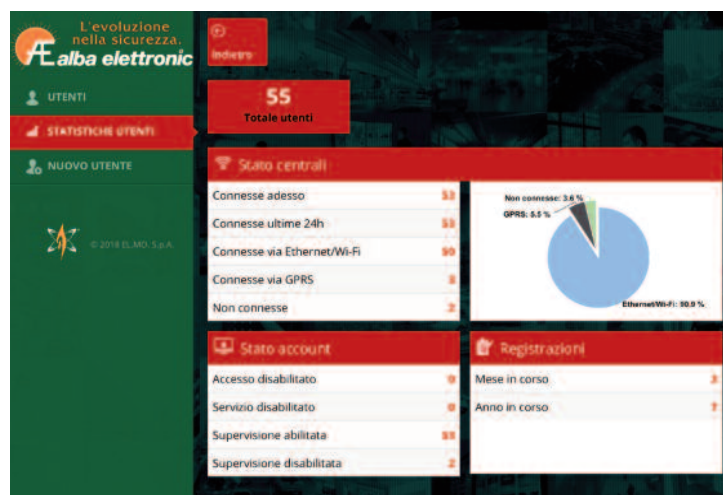 L'evoluzione
nella sicurezza.
Æ alba elettronic
UTENTI
STATISTICHE UTENTI
NUOVO UTENTE
© 2018 EL.MO. S.p.A.
Indietro
55
Totale utenti
Stato centrali
Connesse adesso 53
Connesse ultime 24h 53
Connesse via Ethernet/Wi-Fi 50
Connesse via GPRS 3
Non connesse 2
Non connesse: 3.6 %
GPRS: 5.5 %
Ethernet/Wi-Fi: 90.9 %
Stato account
Accesso disabilitato 0
Servizio disabilitato 0
Supervisione abilitata
Supervisione disabilitata 2
Registrazioni
Mese in corso
Anno in corso 7